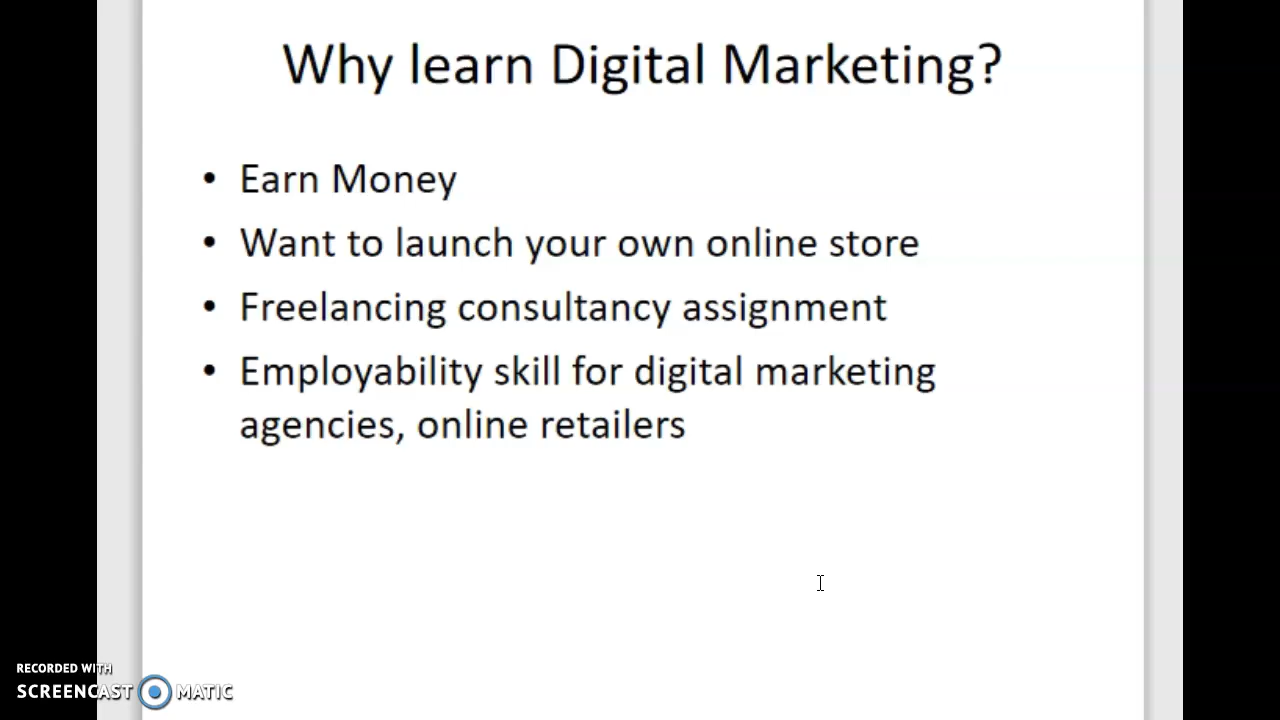 Why learn Digital Marketing?
• Earn Money
• Want to launch your own online store
• Freelancing consultancy assignment
• Employability skill for digital marketing
agencies, online retailers
RECORDED WITH
SCREENCAST MATIC